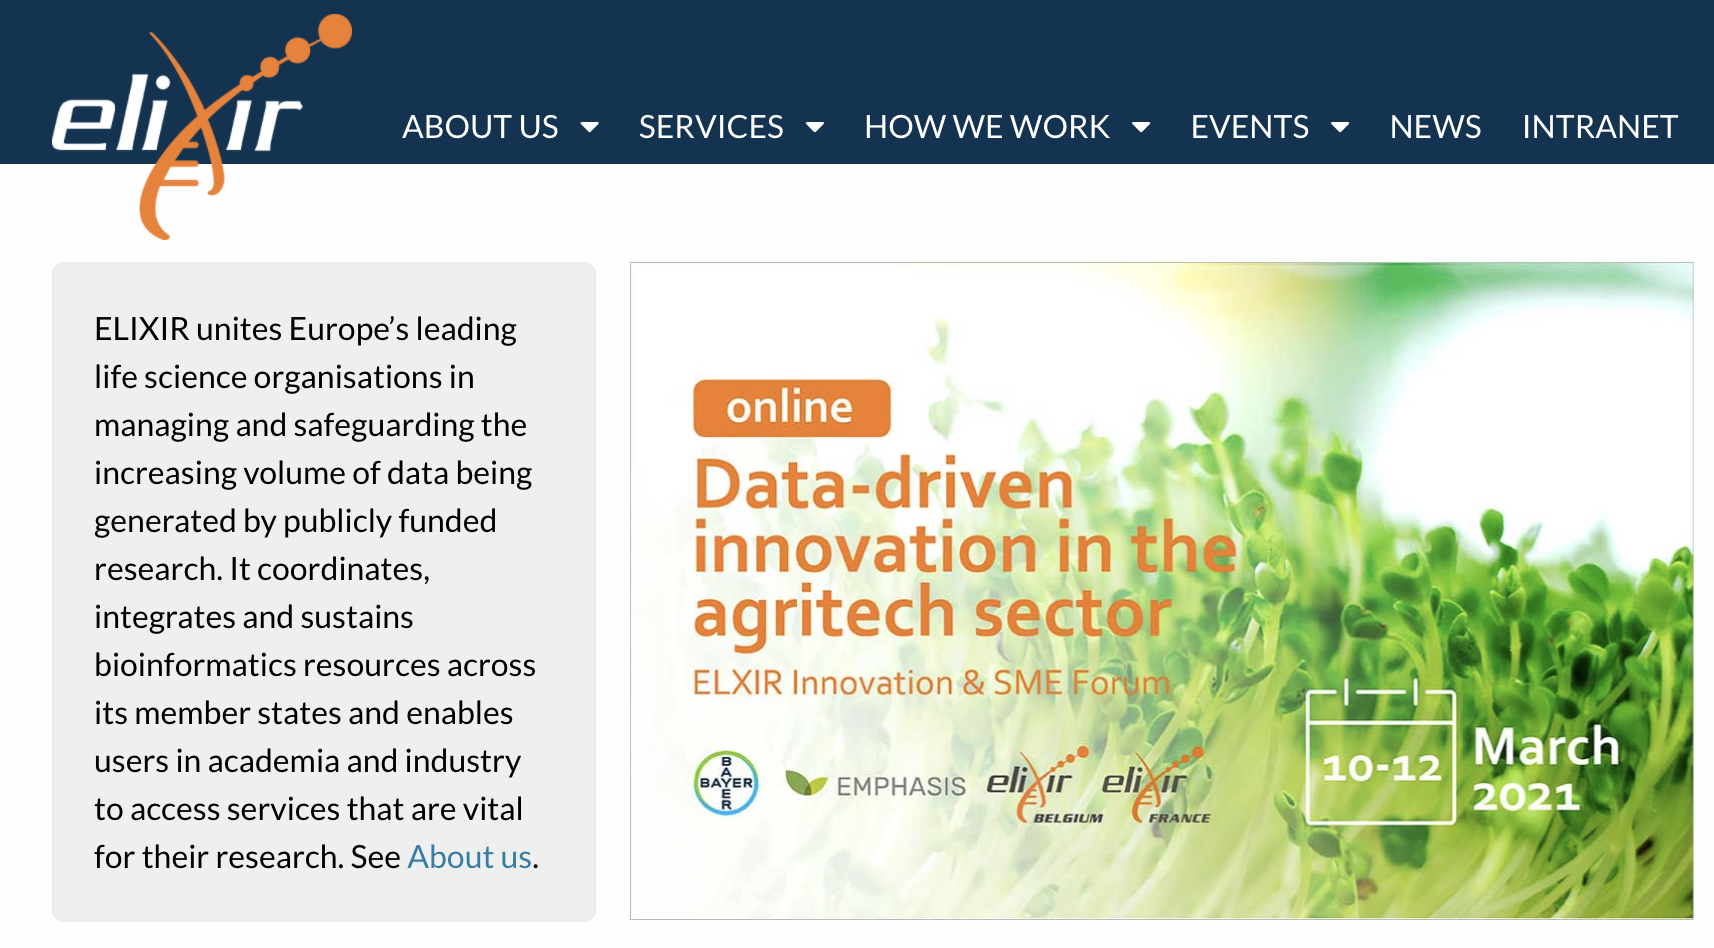 elixir
ABOUT US
SERVICES
HOW WE WORK
EVENTS
NEWS
INTRANET
ELIXIR unites Europe’s leading
life science organisations in
managing and safeguarding the
increasing volume of data being
generated by publicly funded
research. It coordinates,
integrates and sustains
bioinformatics resources across
its member states and enables
users in academia and industry
to access services that are vital
for their research. See About us.
online
Data-driven
innovation in the
agritech sector
ELXIR Innovation & SME Forum
BAYER
BAYER
EMPHASIS
elixir
BELGIUM
elixir
FRANCE
10-12
March
2021